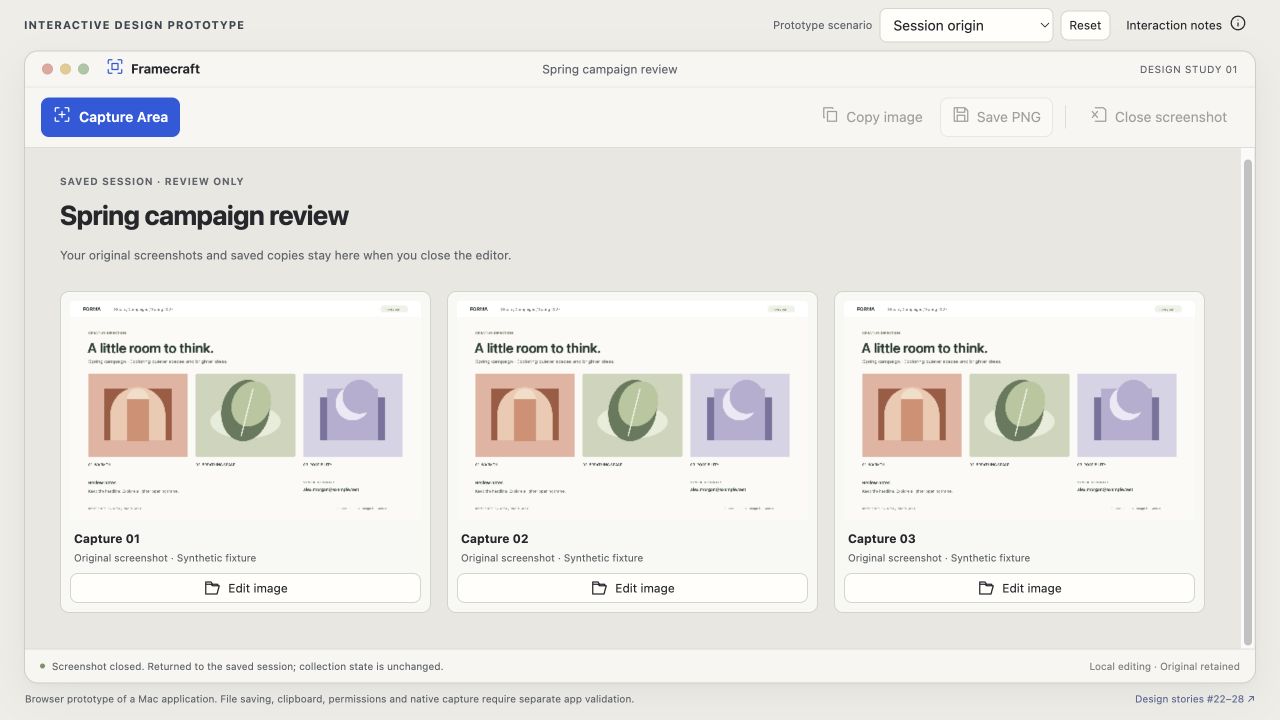 INTERACTIVE DESIGN PROTOTYPE
Prototype scenario
Session origin
Reset
Interaction notes
Framecraft
Spring campaign review
DESIGN STUDY 01
Capture Area
Copy image
Save PNG
Close screenshot
SAVED SESSION · REVIEW ONLY
Spring campaign review
Your original screenshots and saved copies stay here when you close the editor.
FORMA
A little room to think.
Capture 01
Original screenshot · Synthetic fixture
Edit image
FORMA
A little room to think.
Capture 02
Original screenshot · Synthetic fixture
Edit image
FORMA
A little room to think.
Capture 03
Original screenshot · Synthetic fixture
Edit image
Screenshot closed. Returned to the saved session; collection state is unchanged.
Local editing · Original retained
Browser prototype of a Mac application. File saving, clipboard, permissions and native capture require separate app validation.
Design stories #22–28 ↗